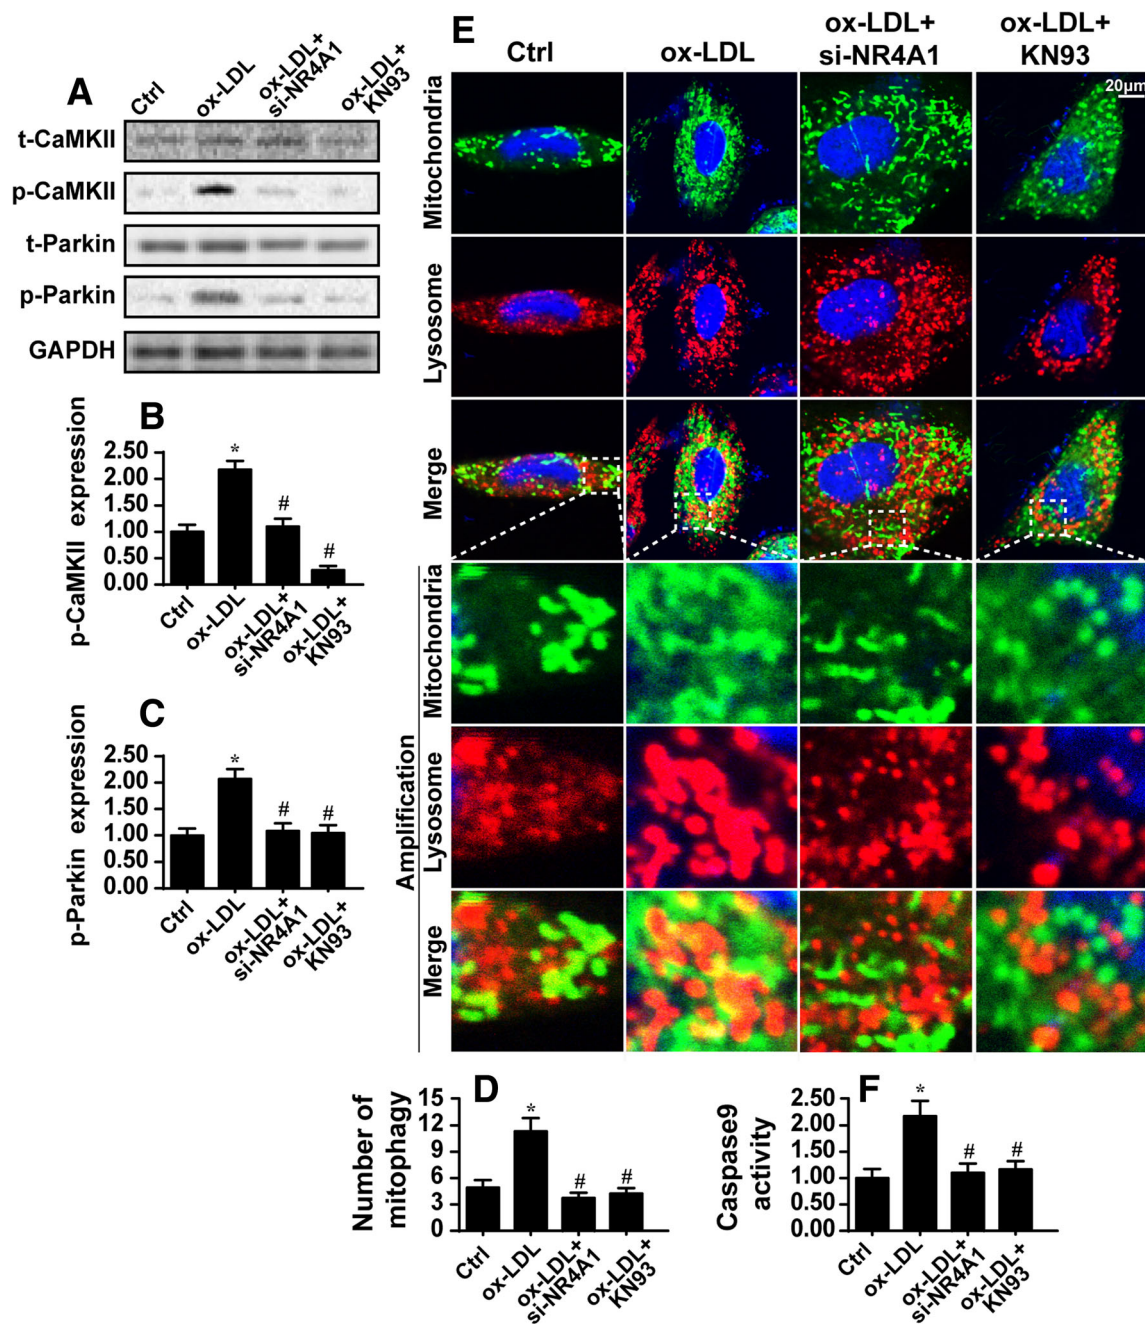 A
Ctrl
ox-LDL
ox-LDL+
si-NR4A1
ox-LDL+
KN93
t-CaMKII
p-CaMKII
t-Parkin
p-Parkin
GAPDH
B
p-CaMKII expression
2.50
2.00
1.50
1.00
0.50
0.00
*
#
#
Ctrl
ox-LDL
ox-LDL+
si-NR4A1
ox-LDL+
KN93
C
p-Parkin expression
2.50
2.00
1.50
1.00
0.50
0.00
*
#
#
Ctrl
ox-LDL
ox-LDL+
si-NR4A1
ox-LDL+
KN93
E
Ctrl
ox-LDL
ox-LDL+
si-NR4A1
ox-LDL+
KN93
20μm
Mitochondria
Lysosome
Merge
Amplification
Mitochondria
Lysosome
Merge
D
Number of
mitophagy
15
12
9
6
3
0
*
#
#
Ctrl
ox-LDL
ox-LDL+
si-NR4A1
ox-LDL+
KN93
F
Caspase9
activity
2.50
2.00
1.50
1.00
0.50
0.00
*
#
#
Ctrl
ox-LDL
ox-LDL+
si-NR4A1
ox-LDL+
KN93